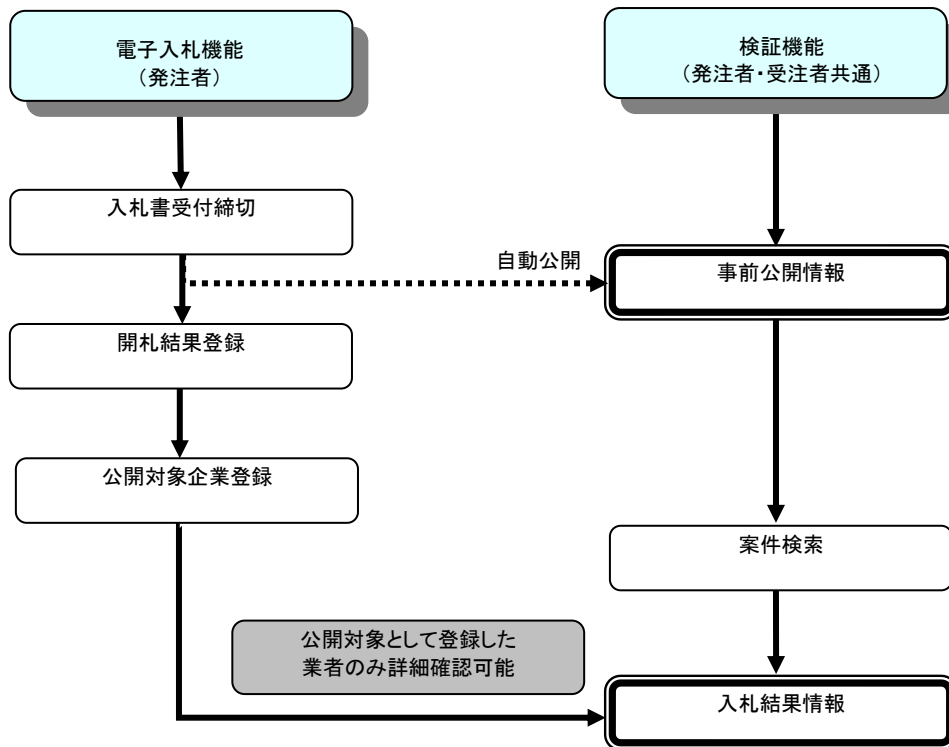 電子入札機能
（発注者）
検証機能
（発注者・受注者共通）
入札書受付締切
自動公開
事前公開情報
開札結果登録
公開対象企業登録
案件検索
公開対象として登録した
業者のみ詳細確認可能
入札結果情報